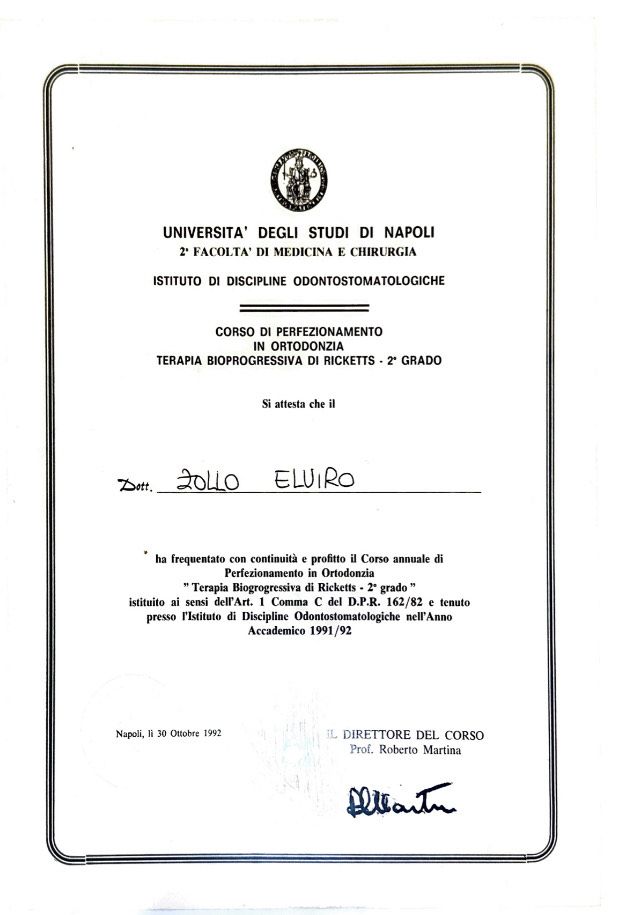 UNIVERSITA' DEGLI STUDI DI NAPOLI
2ª FACOLTA' DI MEDICINA E CHIRURGIA
ISTITUTO DI DISCIPLINE ODONTOSTOMATOLOGICHE
CORSO DI PERFEZIONAMENTO
IN ORTODONZIA
TERAPIA BIOPROGRESSIVA DI RICKETTS - 2º GRADO
Si attesta che il
Dott. ZOLLO ELVIRO
ha frequentato con continuità e profitto il Corso annuale di
Perfezionamento in Ortodonzia
" Terapia Biogrogressiva di Ricketts - 2º grado "
istituito ai sensi dell'Art. 1 Comma C del D.P.R. 162/82 e tenuto
presso l'Istituto di Discipline Odontostomatologiche nell'Anno
Accademico 1991/92
Napoli, lì 30 Ottobre 1992
IL DIRETTORE DEL CORSO
Prof. Roberto Martina